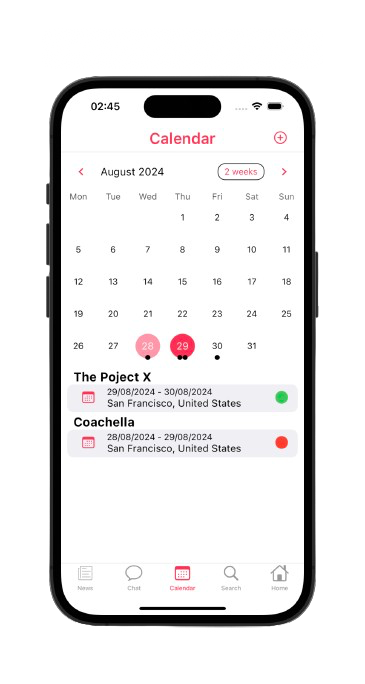 02:45
Calendar
August 2024 2 weeks
Mon Tue Wed Thu Fri Sat Sun
1 2 3 4
5 6 7 8 9 10 11
12 13 14 15 16 17 18
19 20 21 22 23 24 25
26 27 28 29 30 31
The Poject X
29/08/2024 - 30/08/2024
San Francisco, United States
Coachella
28/08/2024 - 29/08/2024
San Francisco, United States
News Chat Calendar Search Home